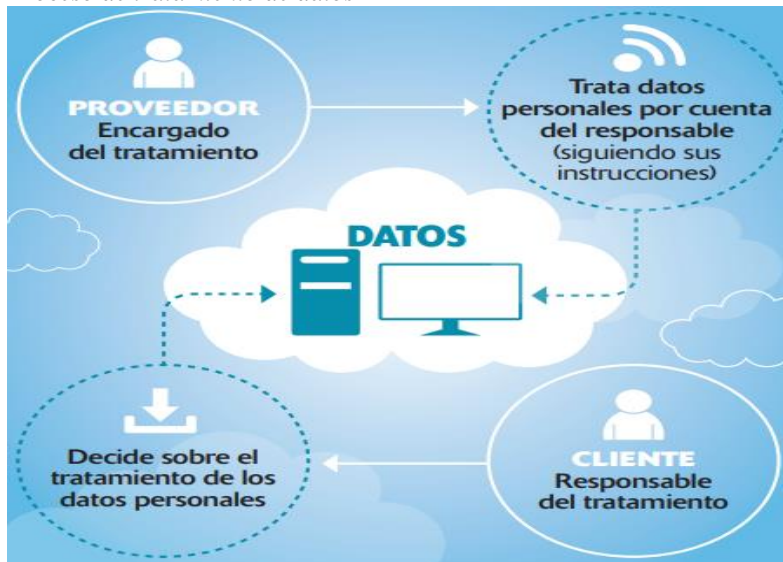 PROVEEDOR
Encargado
del tratamiento
Trata datos
personales por cuenta
del responsable
(siguiendo sus
instrucciones)
DATOS
Decide sobre el
tratamiento de los
datos personales
CLIENTE
Responsable
del tratamiento